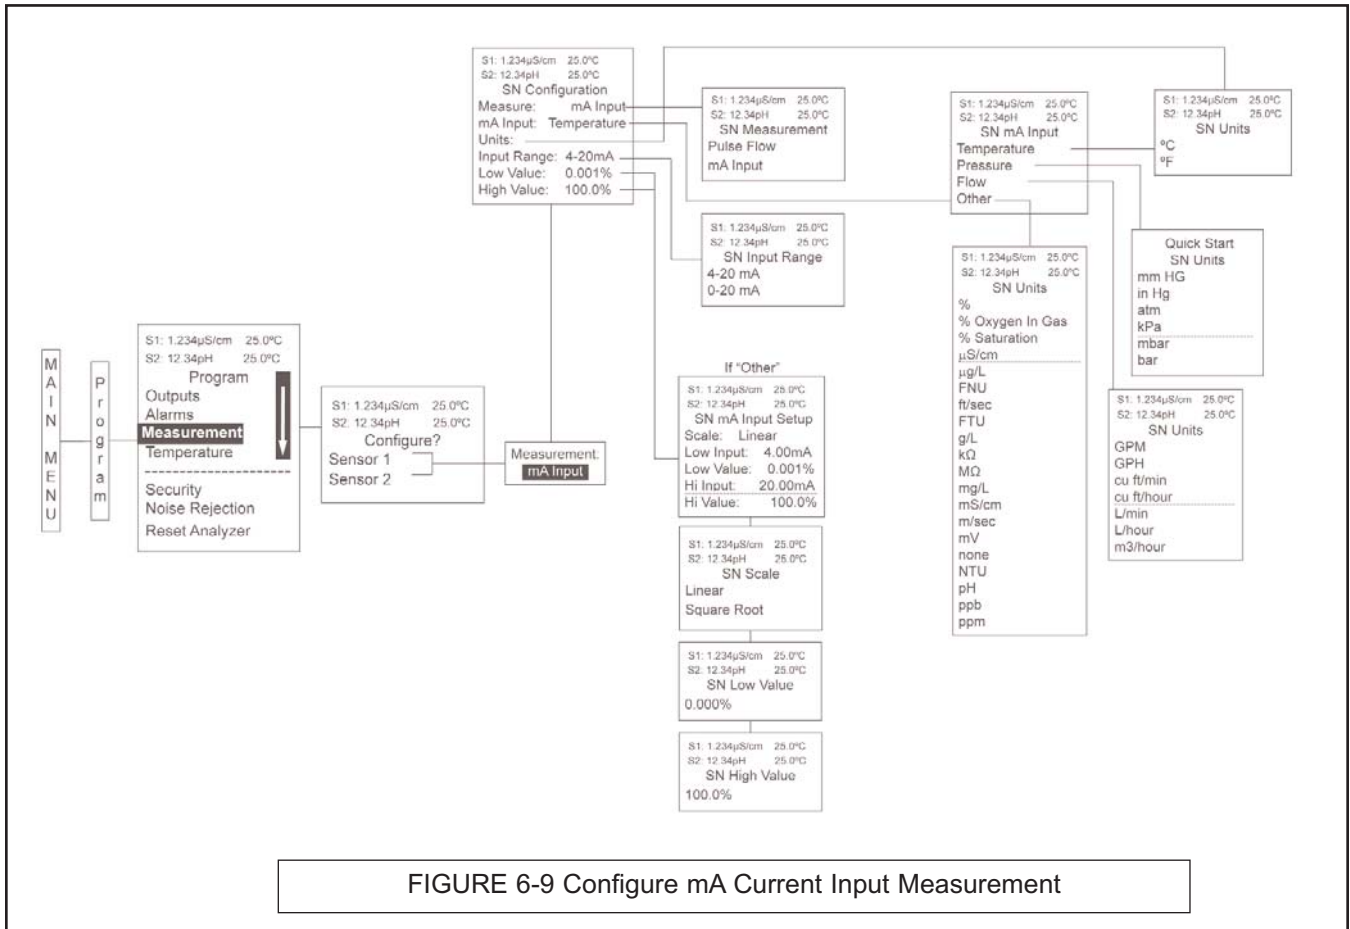 MAIN MENU
Program
S1: 1.234µS/cm 25.0ºC
S2: 12.34pH 25.0ºC
Program
Outputs
Alarms
Measurement
Temperature
Security
Noise Rejection
Reset Analyzer
S1: 1.234µS/cm 25.0ºC
S2: 12.34pH 25.0ºC
Configure?
Sensor 1
Sensor 2
Measurement:
mA Input
S1: 1.234µS/cm 25.0ºC
S2: 12.34pH 25.0ºC
SN Configuration
Measure: mA Input
mA Input: Temperature
Units:
Input Range: 4-20mA
Low Value: 0.001%
High Value: 100.0%
S1: 1.234µS/cm 25.0ºC
S2: 12.34pH 25.0ºC
SN Measurement
Pulse Flow
mA Input
S1: 1.234µS/cm 25.0ºC
S2: 12.34pH 25.0ºC
SN Input Range
4-20 mA
0-20 mA
If "Other"
S1: 1.234µS/cm 25.0ºC
S2: 12.34pH 25.0ºC
SN mA Input Setup
Scale: Linear
Low Input: 4.00mA
Low Value: 0.001%
Hi Input: 20.00mA
Hi Value: 100.0%
S1: 1.234µS/cm 25.0ºC
S2: 12.34pH 25.0ºC
SN Scale
Linear
Square Root
S1: 1.234µS/cm 25.0ºC
S2: 12.34pH 25.0ºC
SN Low Value
0.000%
S1: 1.234µS/cm 25.0ºC
S2: 12.34pH 25.0ºC
SN High Value
100.0%
S1: 1.234µS/cm 25.0ºC
S2: 12.34pH 25.0ºC
SN mA Input
Temperature
Pressure
Flow
Other
S1: 1.234µS/cm 25.0ºC
S2: 12.34pH 25.0ºC
SN Units
ºC
ºF
Quick Start
SN Units
mm HG
in Hg
atm
kPa
mbar
bar
S1: 1.234µS/cm 25.0ºC
S2: 12.34pH 25.0ºC
SN Units
%
% Oxygen In Gas
% Saturation
µS/cm
µg/L
FNU
ft/sec
FTU
g/L
kΩ
MΩ
mg/L
mS/cm
m/sec
mV
none
NTU
pH
ppb
ppm
S1: 1.234µS/cm 25.0ºC
S2: 12.34pH 25.0ºC
SN Units
GPM
GPH
cu ft/min
cu ft/hour
L/min
L/hour
m3/hour
FIGURE 6-9 Configure mA Current Input Measurement